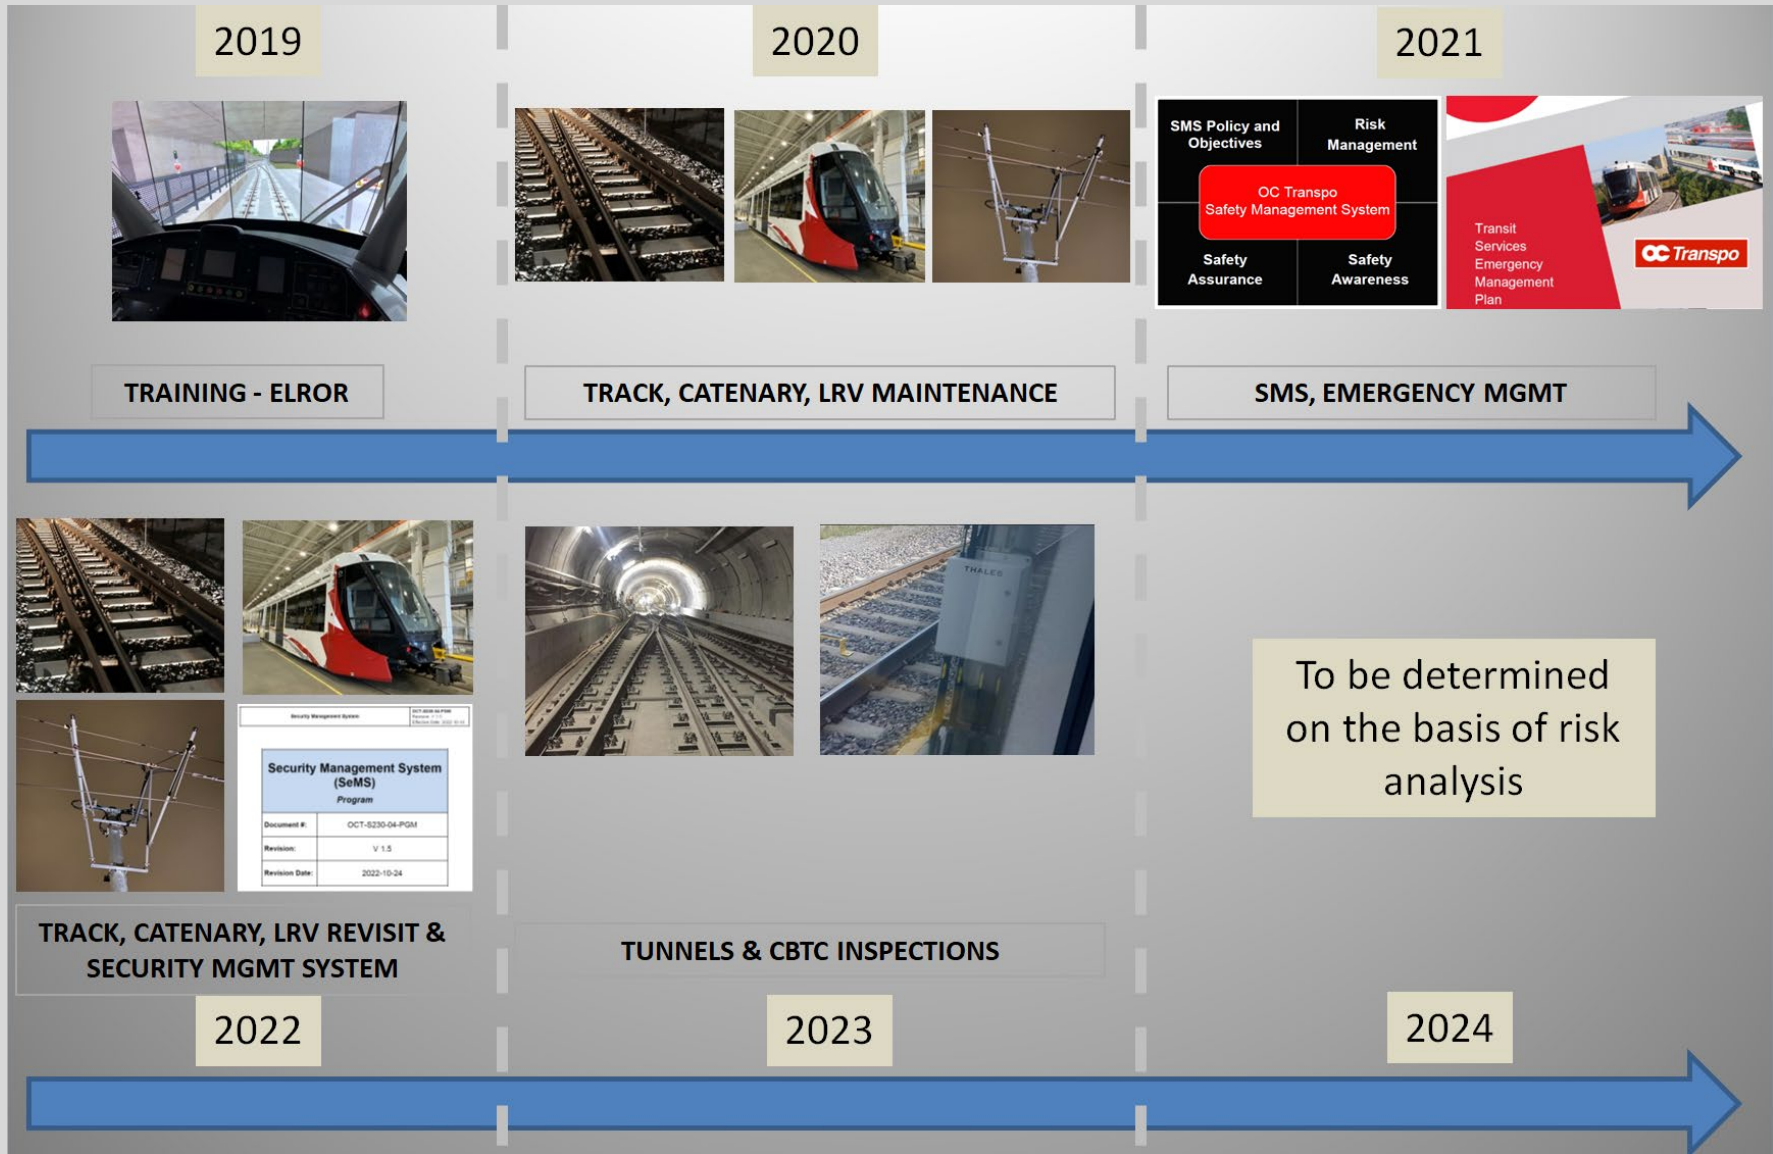 2019
2020
2021
SMS Policy and
Objectives
Risk
Management
OC Transpo
Safety Management System
Safety
Assurance
Safety
Awareness
Transit
Services
Emergency
Management
Plan
OC Transpo
TRAINING - ELROR
TRACK, CATENARY, LRV MAINTENANCE
SMS, EMERGENCY MGMT
Security Management System
Security Management System
(SeMS)
Program
Document #: OCT-S230-04-PGM
Revision: V 1.5
Revision Date: 2022-10-24
THALES
To be determined
on the basis of risk
analysis
TRACK, CATENARY, LRV REVISIT &
SECURITY MGMT SYSTEM
TUNNELS & CBTC INSPECTIONS
2022
2023
2024